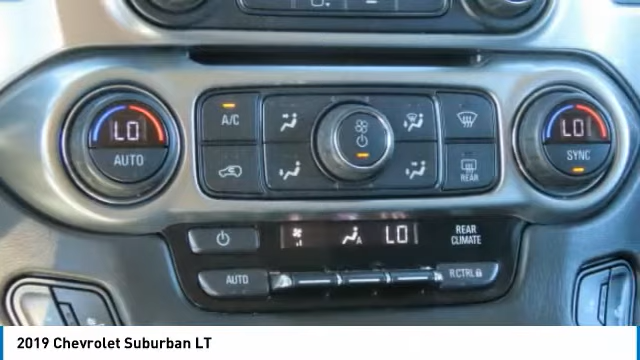 LO
AUTO
A/C
REAR
LO
SYNC
A LO
REAR
CLIMATE
AUTO
R.CTRL
2019 Chevrolet Suburban LT